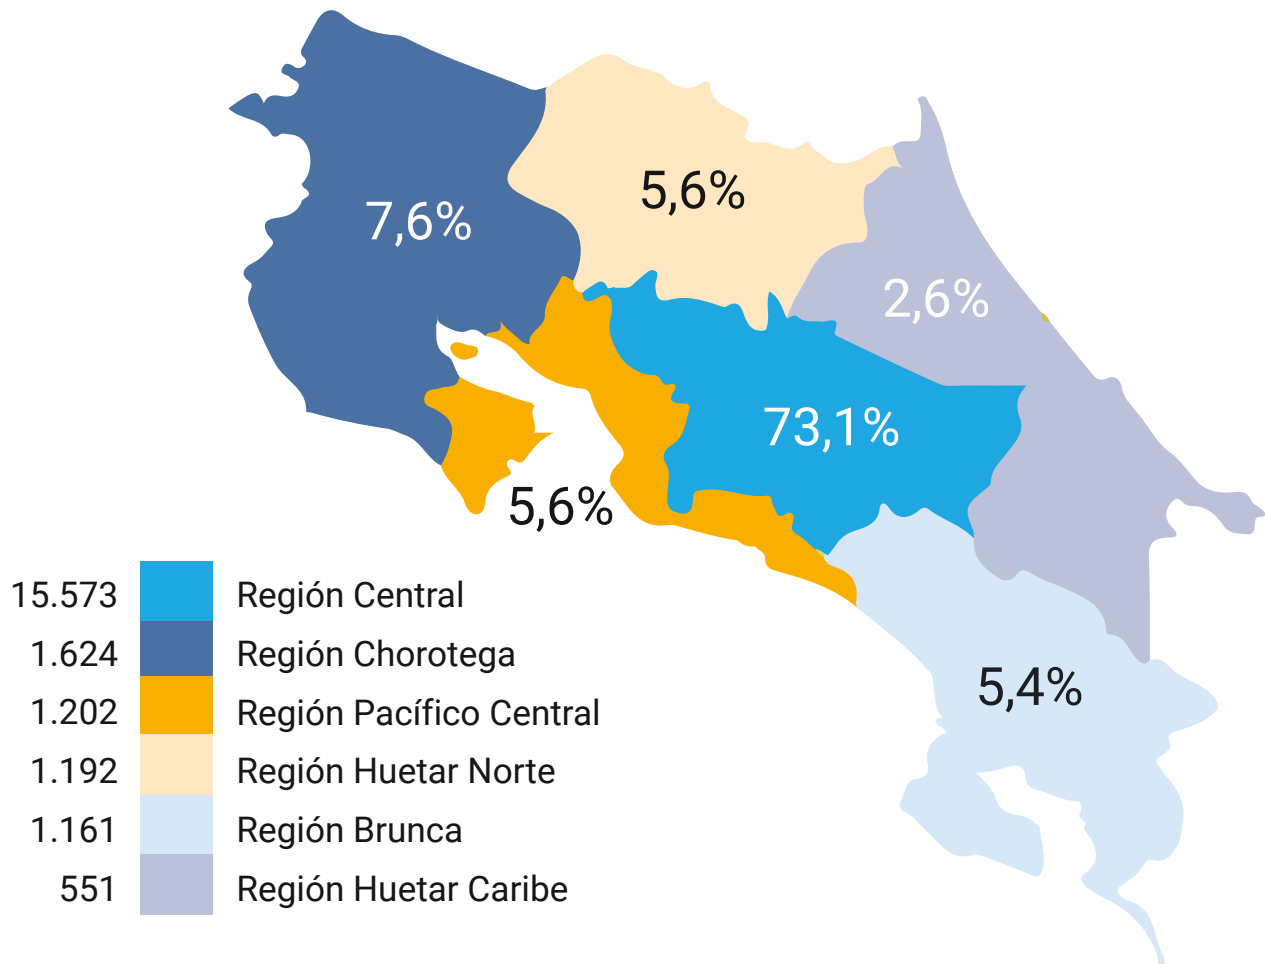 5,6%
7,6%
2,6%
73,1%
5,6%
5,4%
15.573 Región Central
1.624 Región Chorotega
1.202 Región Pacífico Central
1.192 Región Huetar Norte
1.161 Región Brunca
551 Región Huetar Caribe